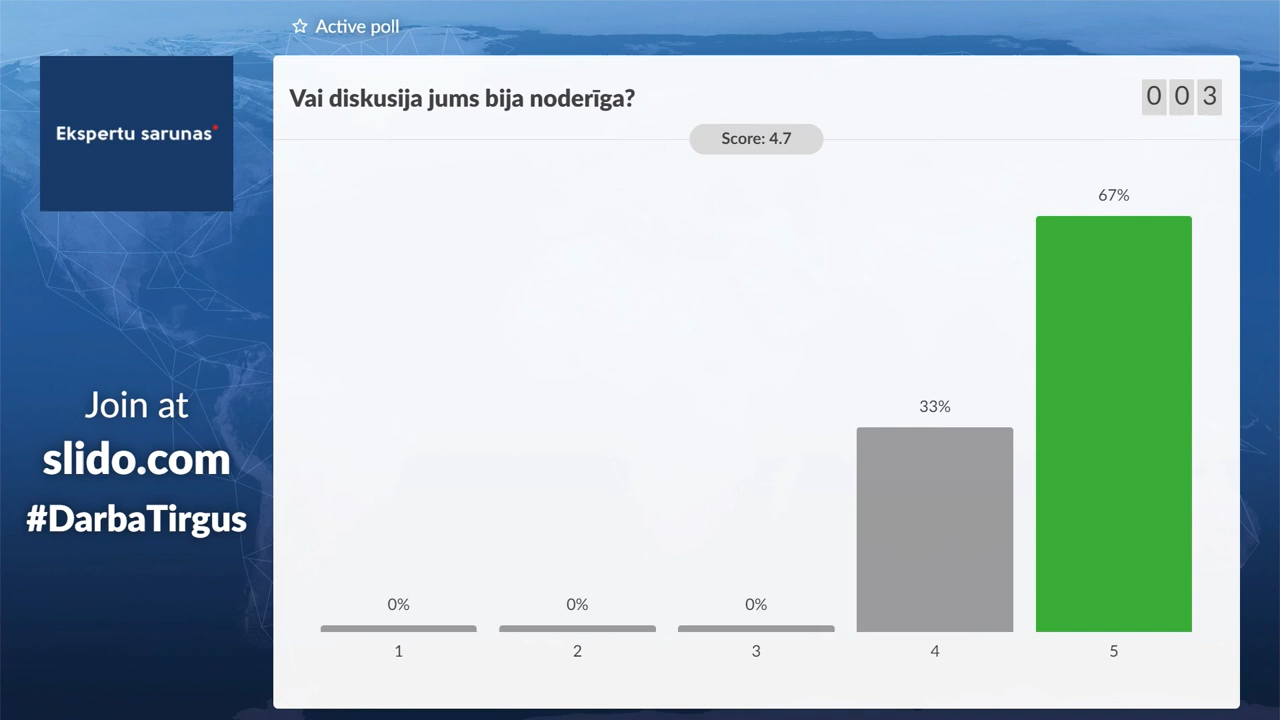 Active poll
Ekspertu sarunas
Vai diskusija jums bija noderīga?
003
Score: 4.7
67%
33%
0%
0%
0%
1
2
3
4
5
Join at
slido.com
#DarbaTirgus